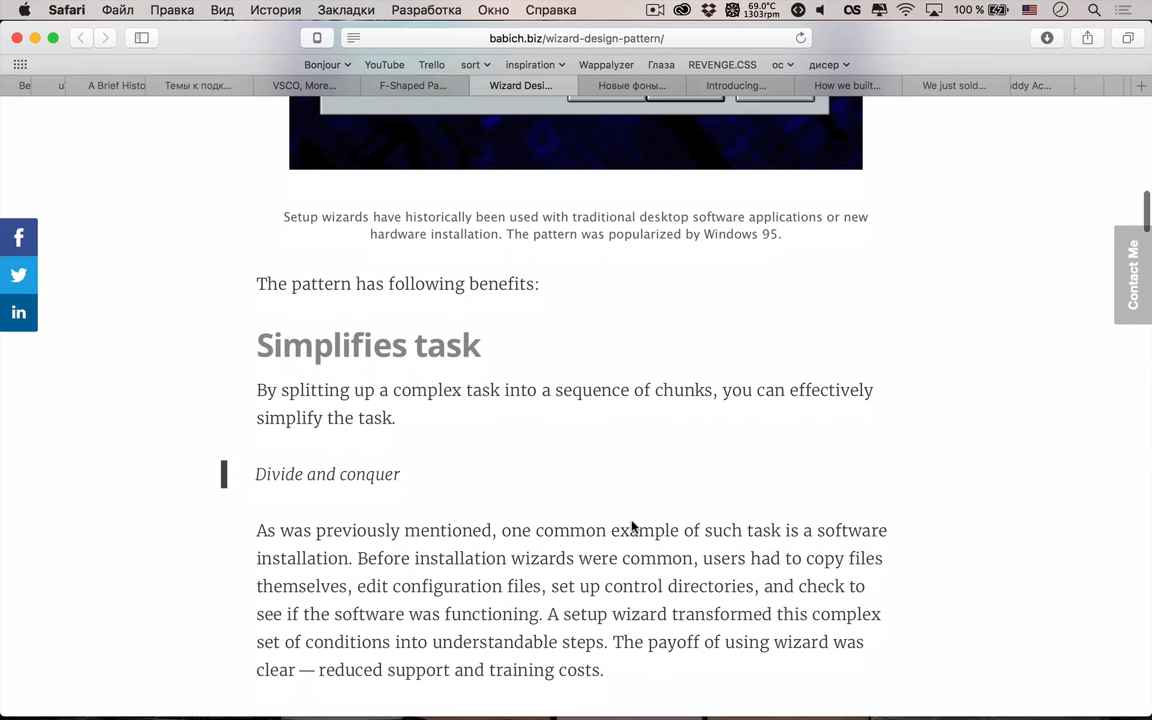 Safari Файл Правка Вид История Закладки Разработка Окно Справка 69.0°C 1303rpm 100 %
babich.biz/wizard-design-pattern/
Bonjour YouTube Trello sort inspiration Wappalyzer Глаза REVENGE.CSS ос дисер
Be u A Brief Histo Темы к подк... VSCO, More... F-Shaped Pa... Wizard Desi... Новые фоны... Introducing... How we built... We just sold... ddy Ac...
Setup wizards have historically been used with traditional desktop software applications or new
hardware installation. The pattern was popularized by Windows 95.
Contact Me
The pattern has following benefits:
Simplifies task
By splitting up a complex task into a sequence of chunks, you can effectively
simplify the task.
Divide and conquer
As was previously mentioned, one common example of such task is a software
installation. Before installation wizards were common, users had to copy files
themselves, edit configuration files, set up control directories, and check to
see if the software was functioning. A setup wizard transformed this complex
set of conditions into understandable steps. The payoff of using wizard was
clear — reduced support and training costs.